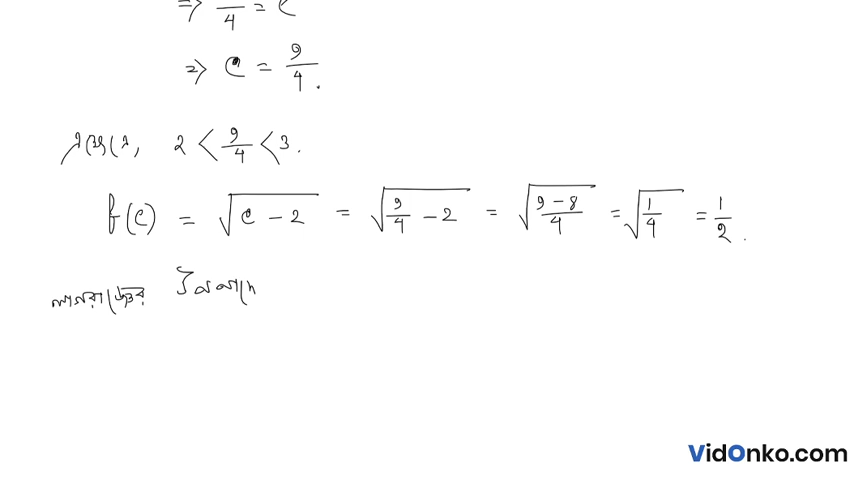 ⇒ 9/4 = c
⇒ c = 9/4.
2 < 9/4 < 3.
f(c) = √(c − 2) = √(9/4 − 2) = √((9−8)/4) = √(1/4) = 1/2.
VidOnko.com